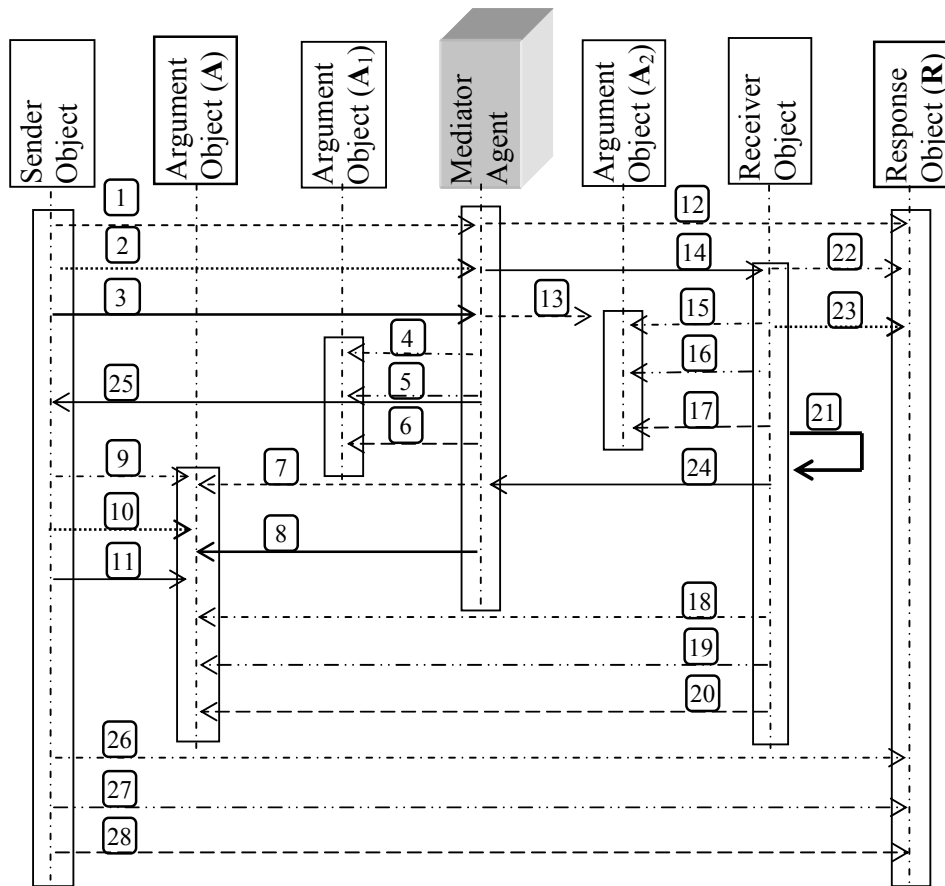 Sender
Object
Argument
Object (A)
Argument
Object (A1)
Mediator
Agent
Argument
Object (A2)
Receiver
Object
Response
Object (R)
1
12
2
14
22
3
13
15
23
4
16
25
5
17
21
6
9
7
24
10
8
11
18
19
20
26
27
28